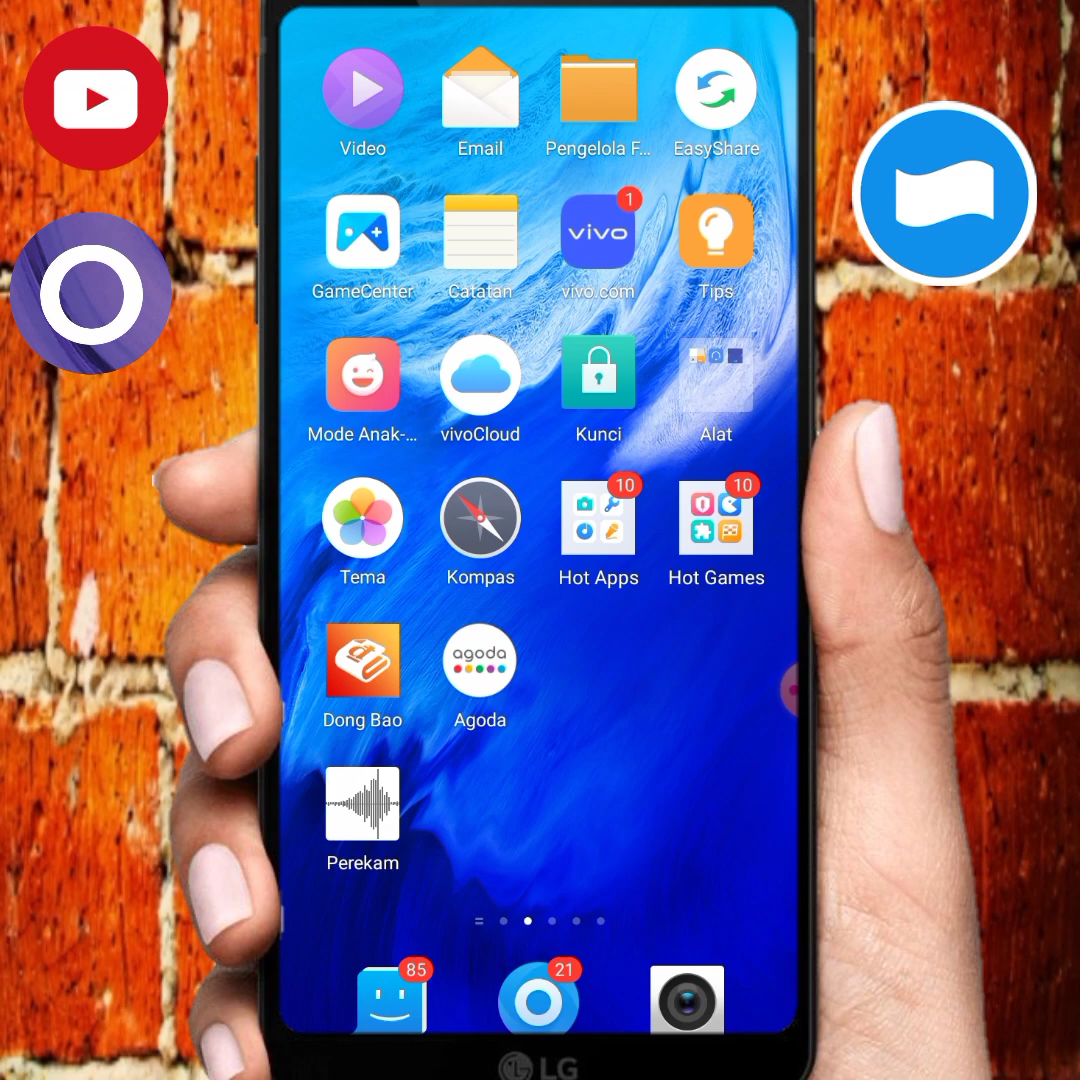 Video
Email
Pengelola F...
EasyShare
GameCenter
Catatan
1
vivo
vivo.com
Tips
Mode Anak-...
vivoCloud
Kunci
Alat
Tema
Kompas
10
Hot Apps
10
Hot Games
Dong Bao
agoda
Agoda
Perekam
85
21
LG